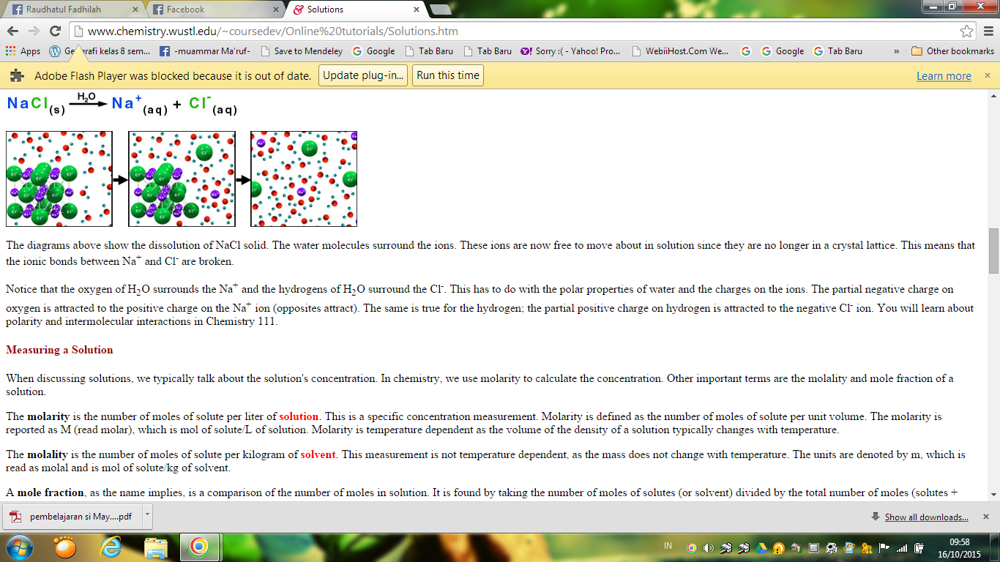 Raudhatul Fadhilah
Facebook
Solutions
www.chemistry.wustl.edu/~coursedev/Online%20tutorials/Solutions.htm
Apps
Geografi kelas 8 sem...
-muammar Ma'ruf-
Save to Mendeley
Google
Tab Baru
Tab Baru
Sorry :( - Yahoo! Pro...
WebiiHost.Com We...
Google
Tab Baru
»
Other bookmarks
Adobe Flash Player was blocked because it is out of date.
Update plug-in...
Run this time
Learn more
NaCl(s) H₂O Na⁺(aq) + Cl⁻(aq)
The diagrams above show the dissolution of NaCl solid. The water molecules surround the ions. These ions are now free to move about in solution since they are no longer in a crystal lattice. This means that
the ionic bonds between Na⁺ and Cl⁻ are broken.
Notice that the oxygen of H₂O surrounds the Na⁺ and the hydrogens of H₂O surround the Cl⁻. This has to do with the polar properties of water and the charges on the ions. The partial negative charge on
oxygen is attracted to the positive charge on the Na⁺ ion (opposites attract). The same is true for the hydrogen; the partial positive charge on hydrogen is attracted to the negative Cl⁻ ion. You will learn about
polarity and intermolecular interactions in Chemistry 111.
Measuring a Solution
When discussing solutions, we typically talk about the solution's concentration. In chemistry, we use molarity to calculate the concentration. Other important terms are the molality and mole fraction of a
solution.
The molarity is the number of moles of solute per liter of solution. This is a specific concentration measurement. Molarity is defined as the number of moles of solute per unit volume. The molarity is
reported as M (read molar), which is mol of solute/L of solution. Molarity is temperature dependent as the volume of the density of a solution typically changes with temperature.
The molality is the number of moles of solute per kilogram of solvent. This measurement is not temperature dependent, as the mass does not change with temperature. The units are denoted by m, which is
read as molal and is mol of solute/kg of solvent.
A mole fraction, as the name implies, is a comparison of the number of moles in solution. It is found by taking the number of moles of solutes (or solvent) divided by the total number of moles (solutes +
pembelajaran si May....pdf
Show all downloads...
IN
09:58
16/10/2015